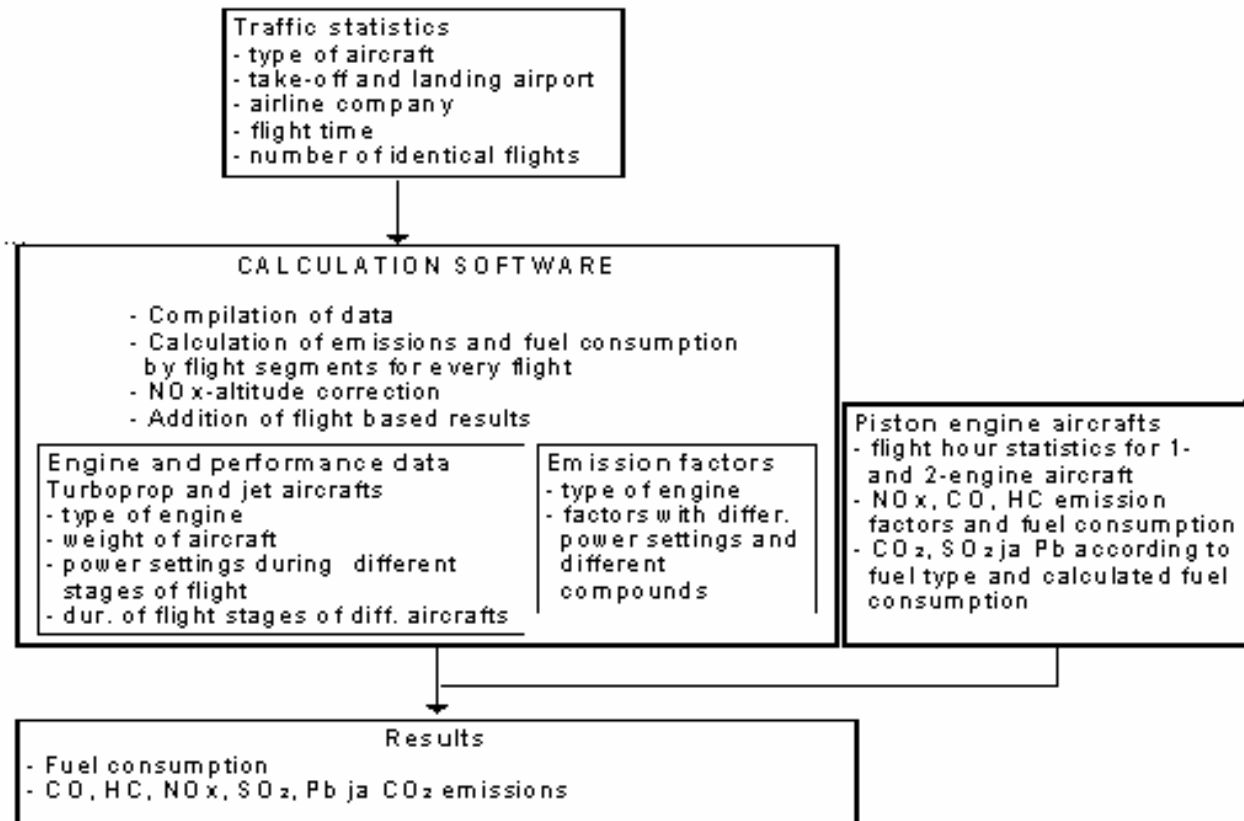 Traffic statistics
- type of aircraft
- take-off and landing airport
- airline company
- flight time
- number of identical flights
...
CALCULATION SOFTWARE
- Compilation of data
- Calculation of emissions and fuel consumption
by flight segments for every flight
- NOx-altitude correction
- Addition of flight based results
Engine and performance data
Turboprop and jet aircrafts
- type of engine
- weight of aircraft
- power settings during different
stages of flight
- dur. of flight stages of diff. aircrafts
Emission factors
- type of engine
- factors with differ.
power settings and
different
compounds
Piston engine aircrafts
- flight hour statistics for 1-
and 2-engine aircraft
- NOx, CO, HC emission
factors and fuel consumption
- CO₂, SO₂ ja Pb according to
fuel type and calculated fuel
consumption
Results
- Fuel consumption
- CO, HC, NOx, SO₂, Pb ja CO₂ emissions